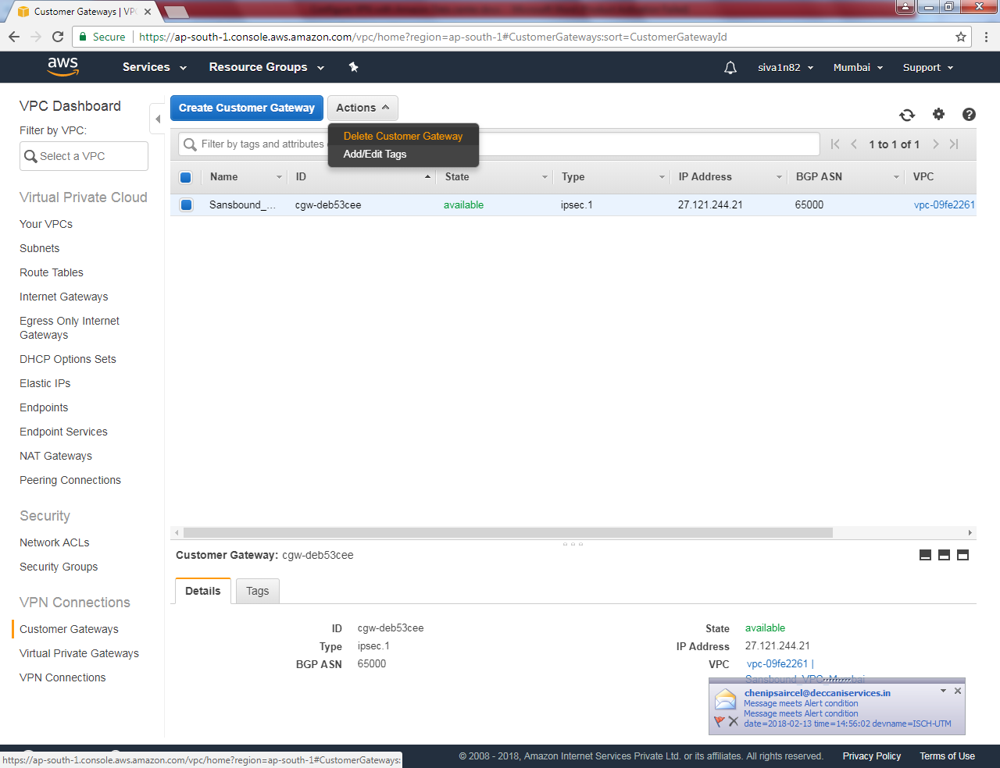 Customer Gateways | VPC
Secure
https://ap-south-1.console.aws.amazon.com/vpc/home?region=ap-south-1#CustomerGateways:sort=CustomerGatewayId
aws
Services
Resource Groups
siva1n82
Mumbai
Support
VPC Dashboard
Filter by VPC:
Select a VPC
Virtual Private Cloud
Your VPCs
Subnets
Route Tables
Internet Gateways
Egress Only Internet
Gateways
DHCP Options Sets
Elastic IPs
Endpoints
Endpoint Services
NAT Gateways
Peering Connections
Security
Network ACLs
Security Groups
VPN Connections
Customer Gateways
Virtual Private Gateways
VPN Connections
Create Customer Gateway
Actions
Delete Customer Gateway
Add/Edit Tags
Filter by tags and attributes
1 to 1 of 1
Name ID State Type IP Address BGP ASN VPC
Sansbound_... cgw-deb53cee available ipsec.1 27.121.244.21 65000 vpc-09fe2261
Customer Gateway: cgw-deb53cee
Details
Tags
ID cgw-deb53cee
Type ipsec.1
BGP ASN 65000
State available
IP Address 27.121.244.21
VPC vpc-09fe2261 |
Sansbound_VPC_Mumbai
chenipsaircel@deccaniservices.in
Message meets Alert condition
Message meets Alert condition
date=2018-02-13 time=14:56:02 devname=ISCH-UTM
https://ap-south-1.console.aws.amazon.com/vpc/home?region=ap-south-1#CustomerGateways:
© 2008 - 2018, Amazon Internet Services Private Ltd. or its affiliates. All rights reserved.
Privacy Policy
Terms of Use